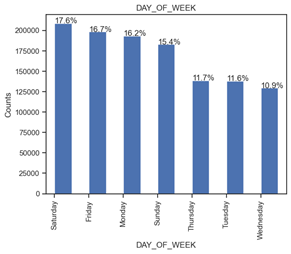 DAY_OF_WEEK
17.6%
16.7%
16.2%
15.4%
11.7%
11.6%
10.9%
200000
175000
150000
125000
100000
75000
50000
25000
0
Counts
Saturday
Friday
Monday
Sunday
Thursday
Tuesday
Wednesday
DAY_OF_WEEK